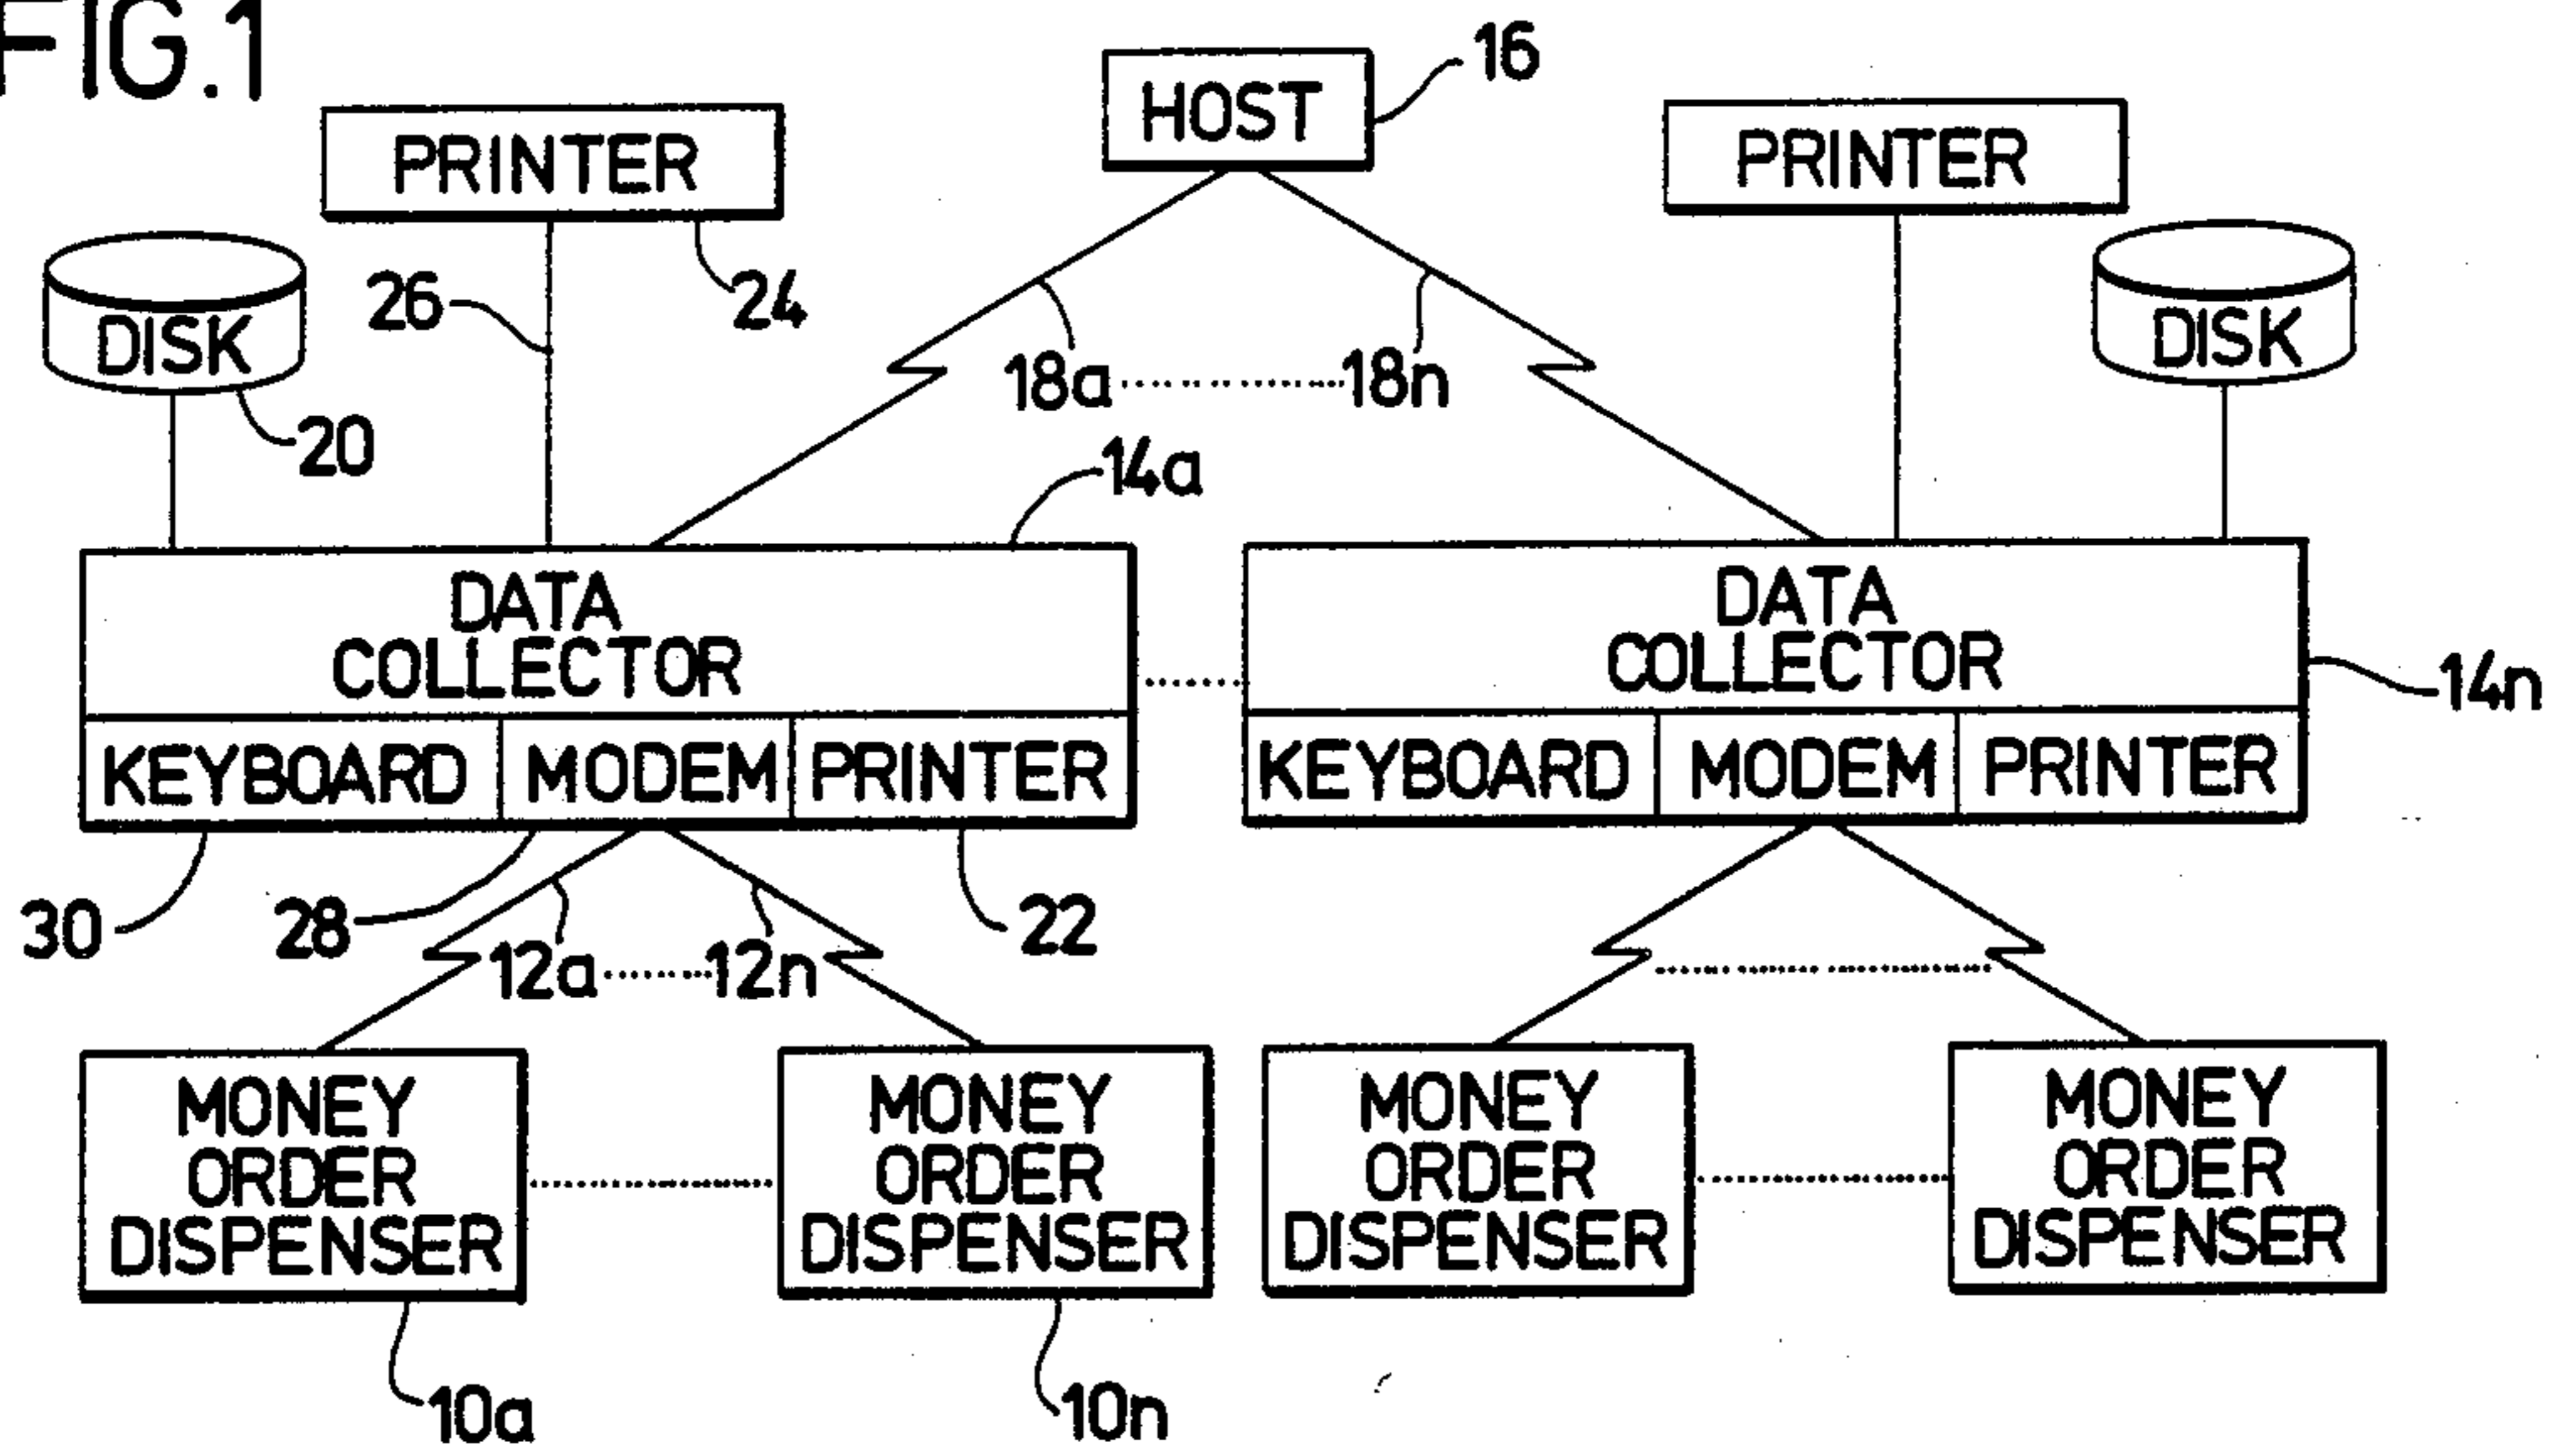 FIG.1
HOST
16
PRINTER
PRINTER
24
26
DISK
DISK
20
18a
18n
14a
DATA
COLLECTOR
DATA
COLLECTOR
14n
KEYBOARD
MODEM
PRINTER
KEYBOARD
MODEM
PRINTER
30
28
12a
12n
22
MONEY
ORDER
DISPENSER
MONEY
ORDER
DISPENSER
MONEY
ORDER
DISPENSER
MONEY
ORDER
DISPENSER
10a
10n